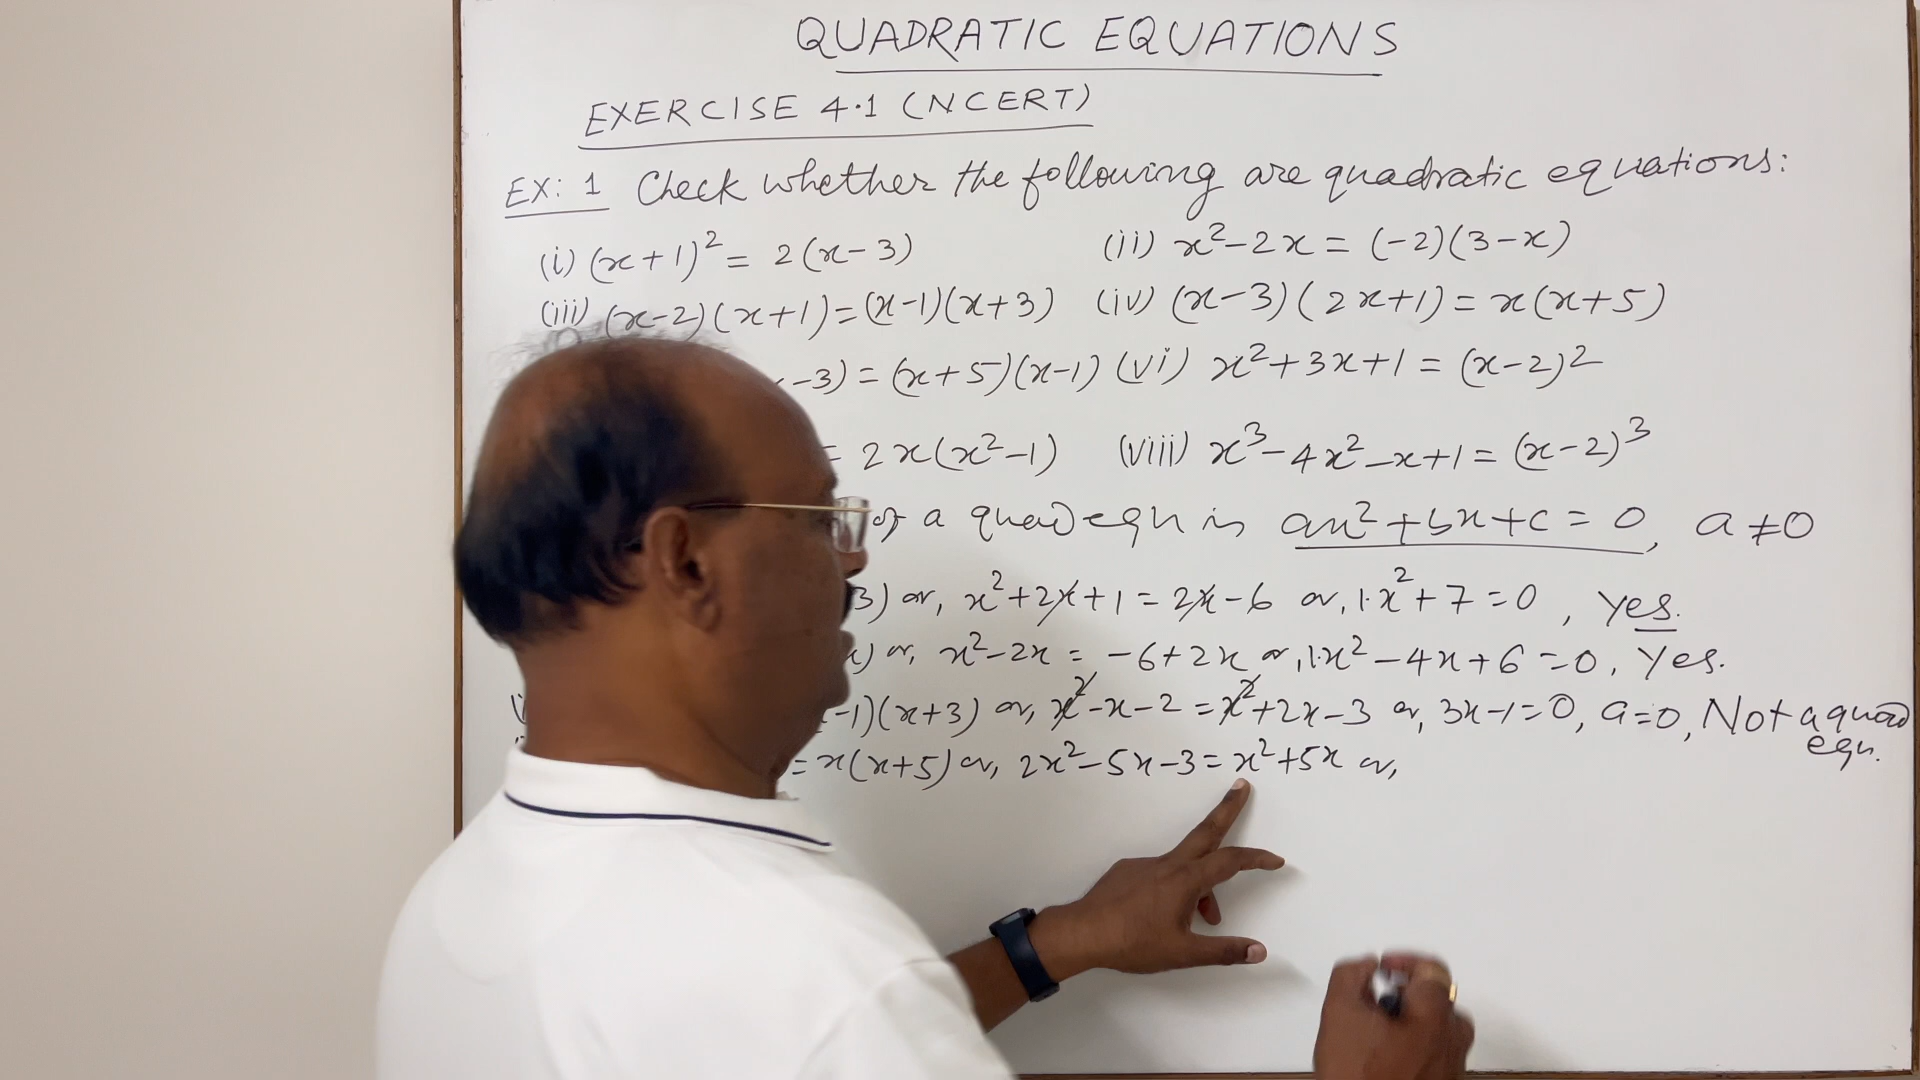 QUADRATIC EQUATIONS
EXERCISE 4.1 (NCERT)
EX: 1 Check whether the following are quadratic equations:
(i) (x+1)² = 2(x-3) (ii) x²-2x = (-2)(3-x)
(iii) (x-2)(x+1)=(x-1)(x+3) (iv) (x-3)(2x+1)=x(x+5)
-3)=(x+5)(x-1) (vi) x²+3x+1=(x-2)²
= 2x(x²-1) (viii) x³-4x²-x+1=(x-2)³
of a quad eqn is ax²+bx+c=0, a≠0
3) or, x²+2x+1=2x-6 or, 1·x²+7=0, Yes.
x) or, x²-2x = -6+2x or, 1·x²-4x+6=0, Yes.
-1)(x+3) or, x²-x-2=x²+2x-3 or, 3x-1=0, a=0, Not a quad eqn.
=x(x+5) or, 2x²-5x-3=x²+5x or,